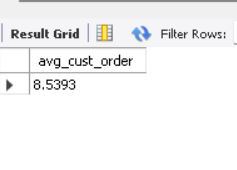 Result Grid Filter Rows:
avg_cust_order
8.5393